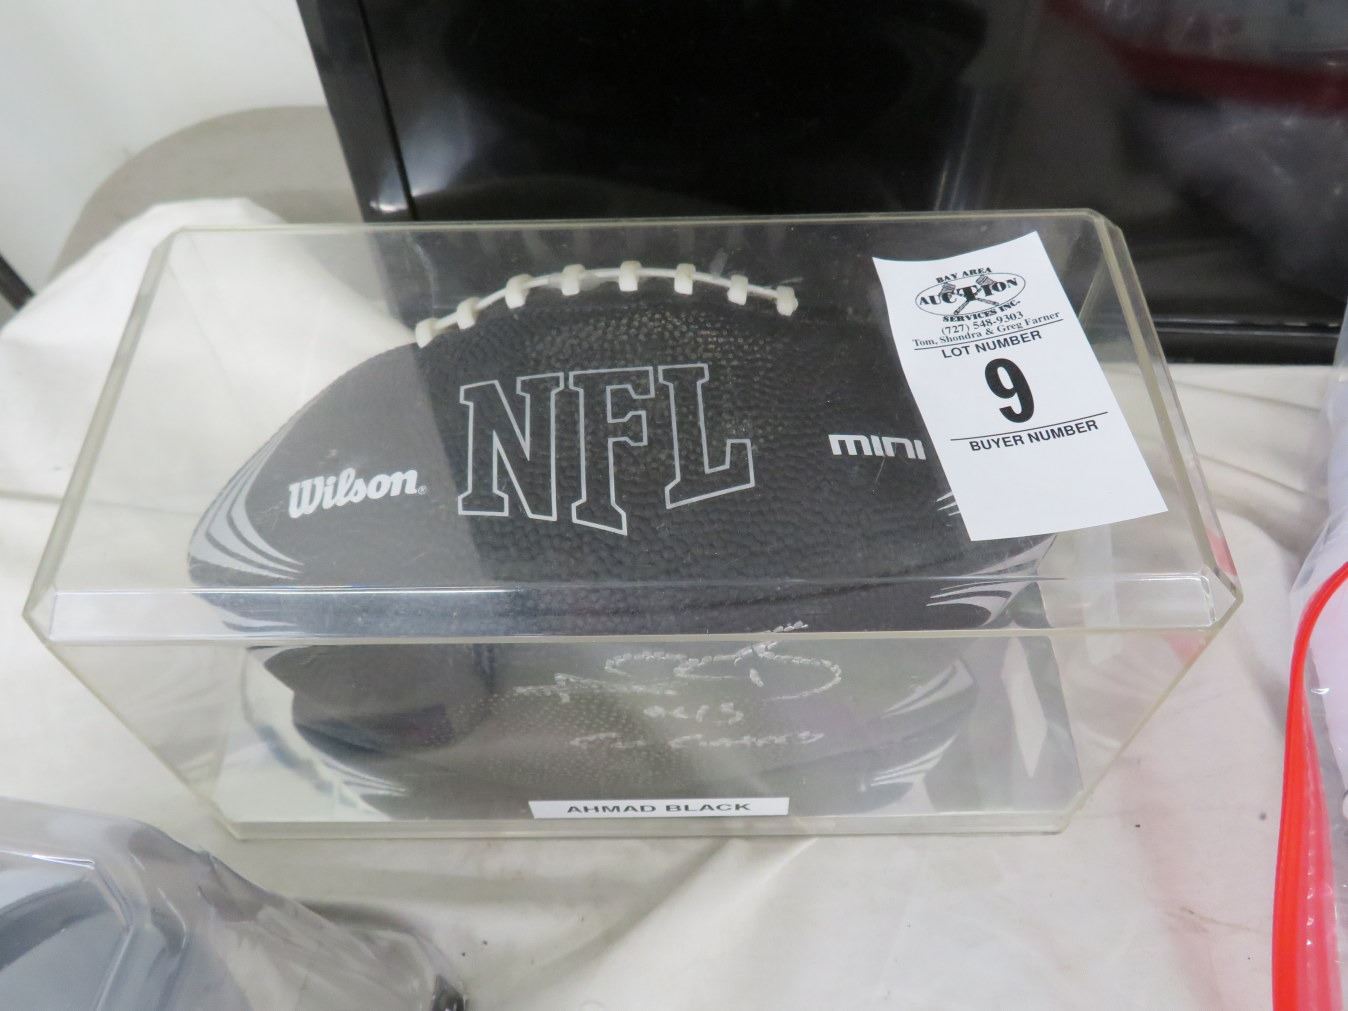 BAY AREA
AUCTION
SERVICES INC.
(727) 548-9303
Tom, Shondra & Greg Farner
LOT NUMBER
9
BUYER NUMBER
NFL
mini
Wilson®
AHMAD BLACK